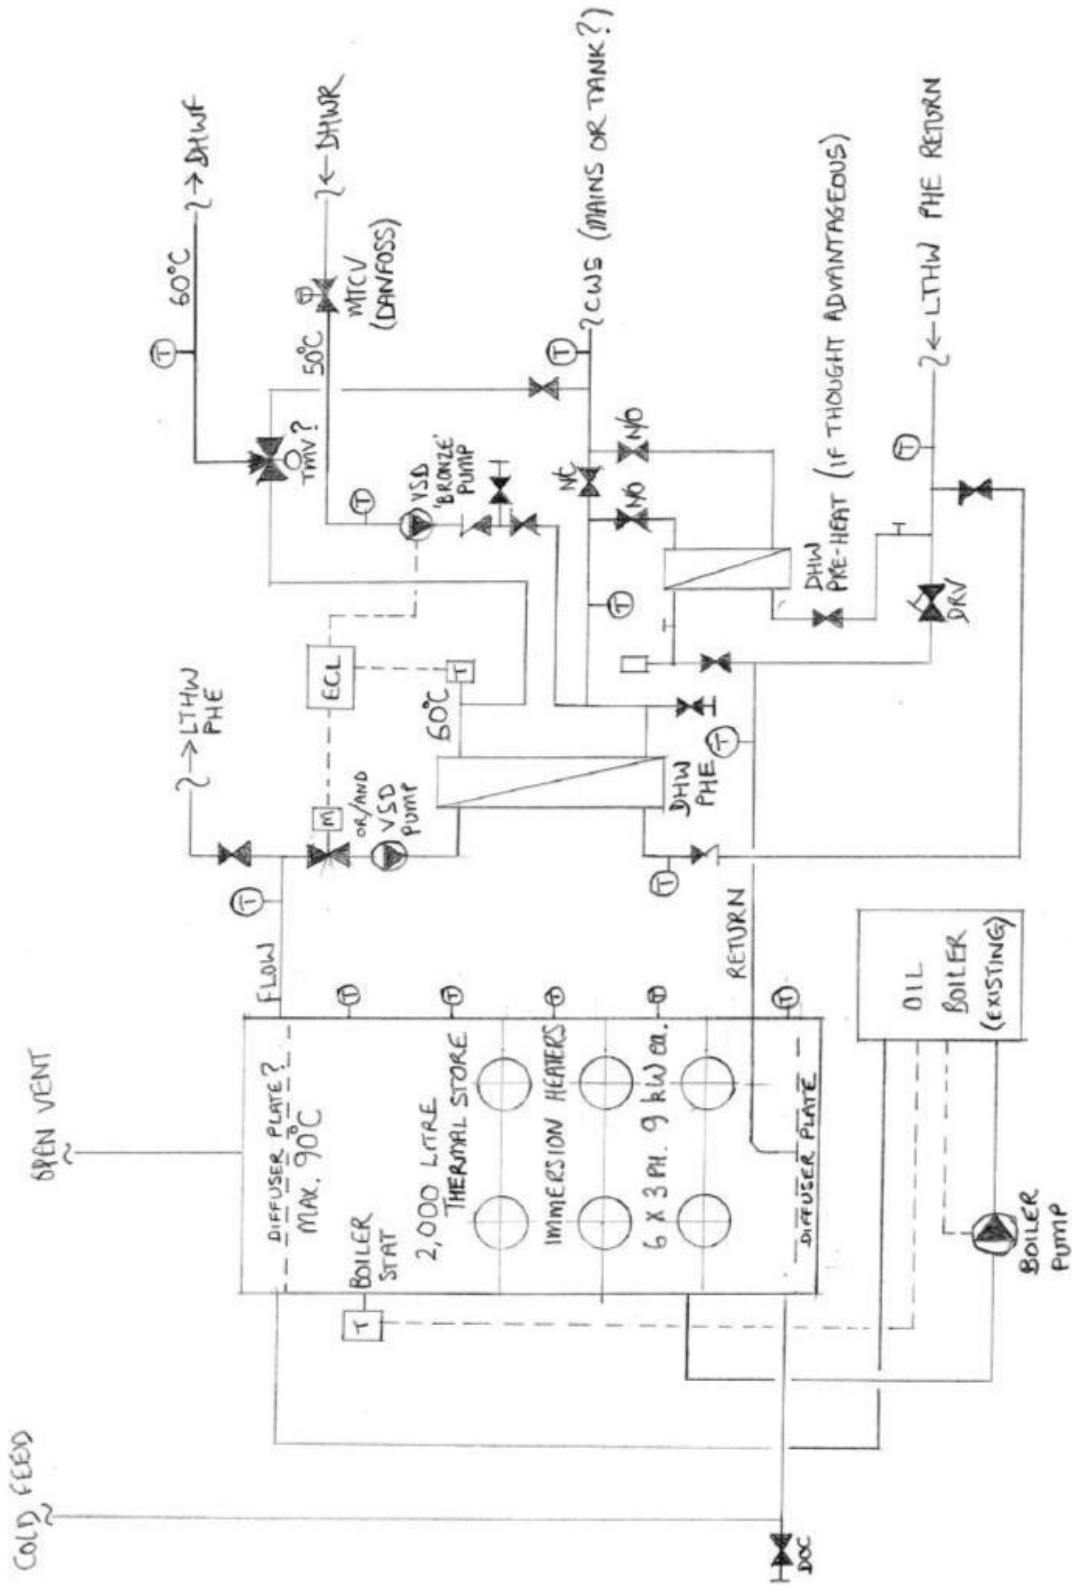 COLD FEED
OPEN VENT
FLOW
→ LTHW
PHE
M
OR/AND
VSD
PUMP
ECL
T
60°C
T
60°C
→ DHWF
TMV?
50°C
← DHWR
MTCV
(DANFOSS)
T
VSD
'BRONZE'
PUMP
T
T
T
T
CWS (MAINS OR TANK?)
N/C
N/O
N/O
T
DHW
PRE-HEAT (IF THOUGHT ADVANTAGEOUS)
DHW
PHE
T
T
T
← LTHW PHE RETURN
DRV
RETURN
DIFFUSER PLATE?
MAX. 90°C
BOILER
STAT
T
2,000 LITRE
THERMAL STORE
IMMERSION HEATERS
6 X 3 PH. 9 kW ea.
DIFFUSER PLATE
T
T
T
T
T
OIL
BOILER
(EXISTING)
BOILER
PUMP
DOC